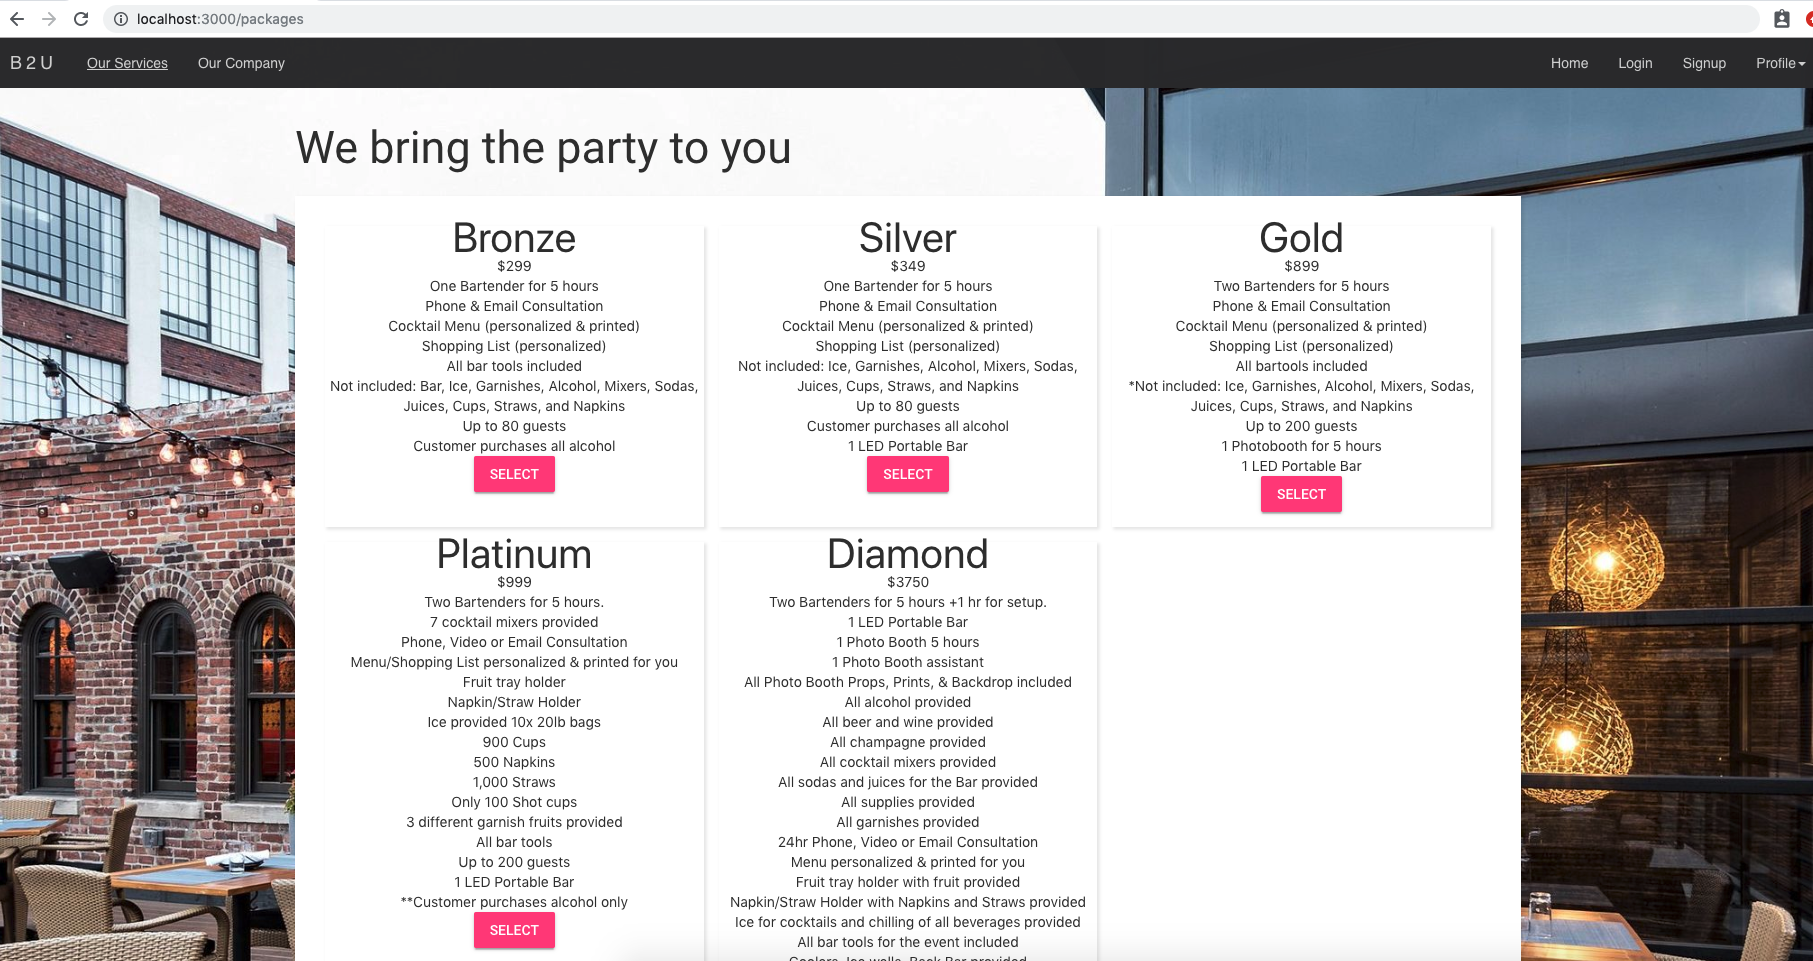 localhost:3000/packages
B2U Our Services Our Company Home Login Signup Profile
We bring the party to you
Bronze
$299
One Bartender for 5 hours
Phone & Email Consultation
Cocktail Menu (personalized & printed)
Shopping List (personalized)
All bar tools included
Not included: Bar, Ice, Garnishes, Alcohol, Mixers, Sodas,
Juices, Cups, Straws, and Napkins
Up to 80 guests
Customer purchases all alcohol
SELECT
Silver
$349
One Bartender for 5 hours
Phone & Email Consultation
Cocktail Menu (personalized & printed)
Shopping List (personalized)
Not included: Ice, Garnishes, Alcohol, Mixers, Sodas,
Juices, Cups, Straws, and Napkins
Up to 80 guests
Customer purchases all alcohol
1 LED Portable Bar
SELECT
Gold
$899
Two Bartenders for 5 hours
Phone & Email Consultation
Cocktail Menu (personalized & printed)
Shopping List (personalized)
All bartools included
*Not included: Ice, Garnishes, Alcohol, Mixers, Sodas,
Juices, Cups, Straws, and Napkins
Up to 200 guests
1 Photobooth for 5 hours
1 LED Portable Bar
SELECT
Platinum
$999
Two Bartenders for 5 hours.
7 cocktail mixers provided
Phone, Video or Email Consultation
Menu/Shopping List personalized & printed for you
Fruit tray holder
Napkin/Straw Holder
Ice provided 10x 20lb bags
900 Cups
500 Napkins
1,000 Straws
Only 100 Shot cups
3 different garnish fruits provided
All bar tools
Up to 200 guests
1 LED Portable Bar
**Customer purchases alcohol only
SELECT
Diamond
$3750
Two Bartenders for 5 hours +1 hr for setup.
1 LED Portable Bar
1 Photo Booth 5 hours
1 Photo Booth assistant
All Photo Booth Props, Prints, & Backdrop included
All alcohol provided
All beer and wine provided
All champagne provided
All cocktail mixers provided
All sodas and juices for the Bar provided
All supplies provided
All garnishes provided
24hr Phone, Video or Email Consultation
Menu personalized & printed for you
Fruit tray holder with fruit provided
Napkin/Straw Holder with Napkins and Straws provided
Ice for cocktails and chilling of all beverages provided
All bar tools for the event included